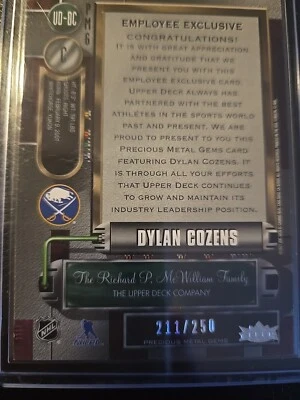 UD-DC
PMG
C
EMPLOYEE EXCLUSIVE
CONGRATULATIONS!
IT IS WITH GREAT APPRECIATION
AND GRATITUDE THAT WE
PRESENT YOU WITH THIS
EMPLOYEE EXCLUSIVE CARD.
UPPER DECK ALWAYS HAS
PARTNERED WITH THE BEST
ATHLETES IN THE SPORTS WORLD
PAST AND PRESENT. WE ARE
PROUD TO PRESENT TO YOU THIS
PRECIOUS METAL GEMS CARD
FEATURING DYLAN COZENS. IT
IS THROUGH ALL YOUR EFFORTS
THAT UPPER DECK CONTINUES
TO GROW AND MAINTAIN ITS
INDUSTRY LEADERSHIP POSITION.
DYLAN COZENS
The Richard P. McWilliam Family
THE UPPER DECK COMPANY
211/250
PRECIOUS METAL GEMS
NHL
NHLPA
FLEER